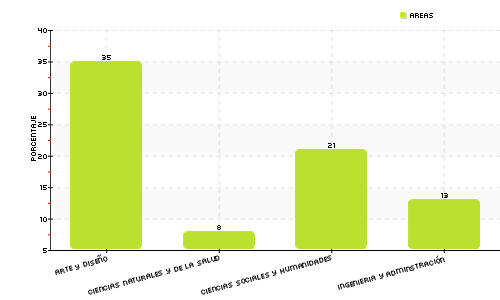 AREAS
PORCENTAJE
40
35
30
25
20
15
10
5
35
8
21
13
ARTE Y DISEÑO
CIENCIAS NATURALES Y DE LA SALUD
CIENCIAS SOCIALES Y HUMANIDADES
INGENIERIA Y ADMINSTRACIÓN